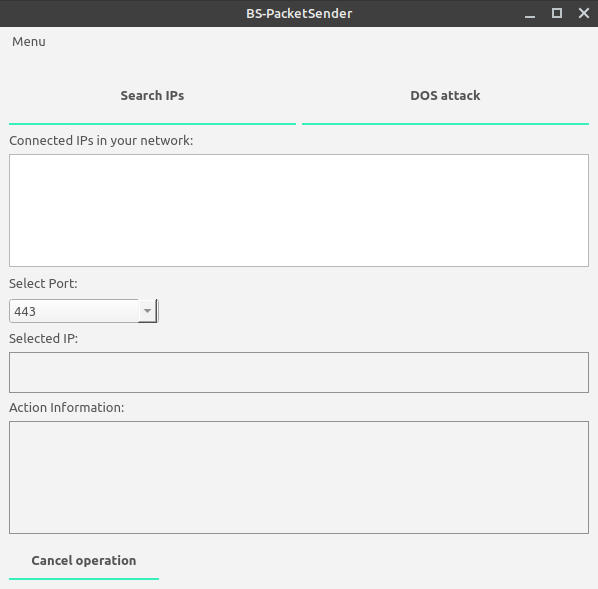 BS-PacketSender
Menu
Search IPs
DOS attack
Connected IPs in your network:
Select Port:
443
Selected IP:
Action Information:
Cancel operation